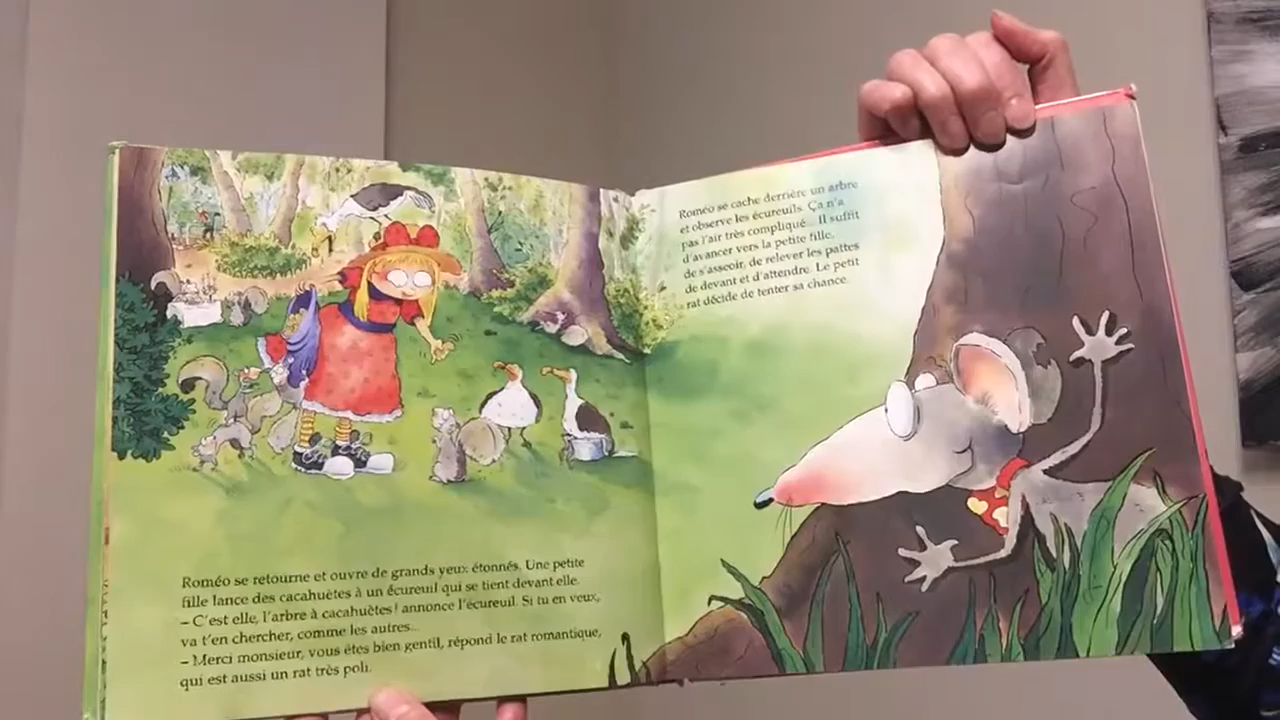 Roméo se retourne et ouvre de grands yeux étonnés. Une petite
fille lance des cacahuètes à un écureuil qui se tient devant elle.
– C'est elle, l'arbre à cacahuètes ! annonce l'écureuil. Si tu en veux,
va t'en chercher, comme les autres...
– Merci monsieur, vous êtes bien gentil, répond le rat romantique,
qui est aussi un rat très poli.
Roméo se cache derrière un arbre
et observe les écureuils. Ça n'a
pas l'air très compliqué... Il suffit
d'avancer vers la petite fille,
de s'asseoir, de relever les pattes
de devant et d'attendre. Le petit
rat décide de tenter sa chance.